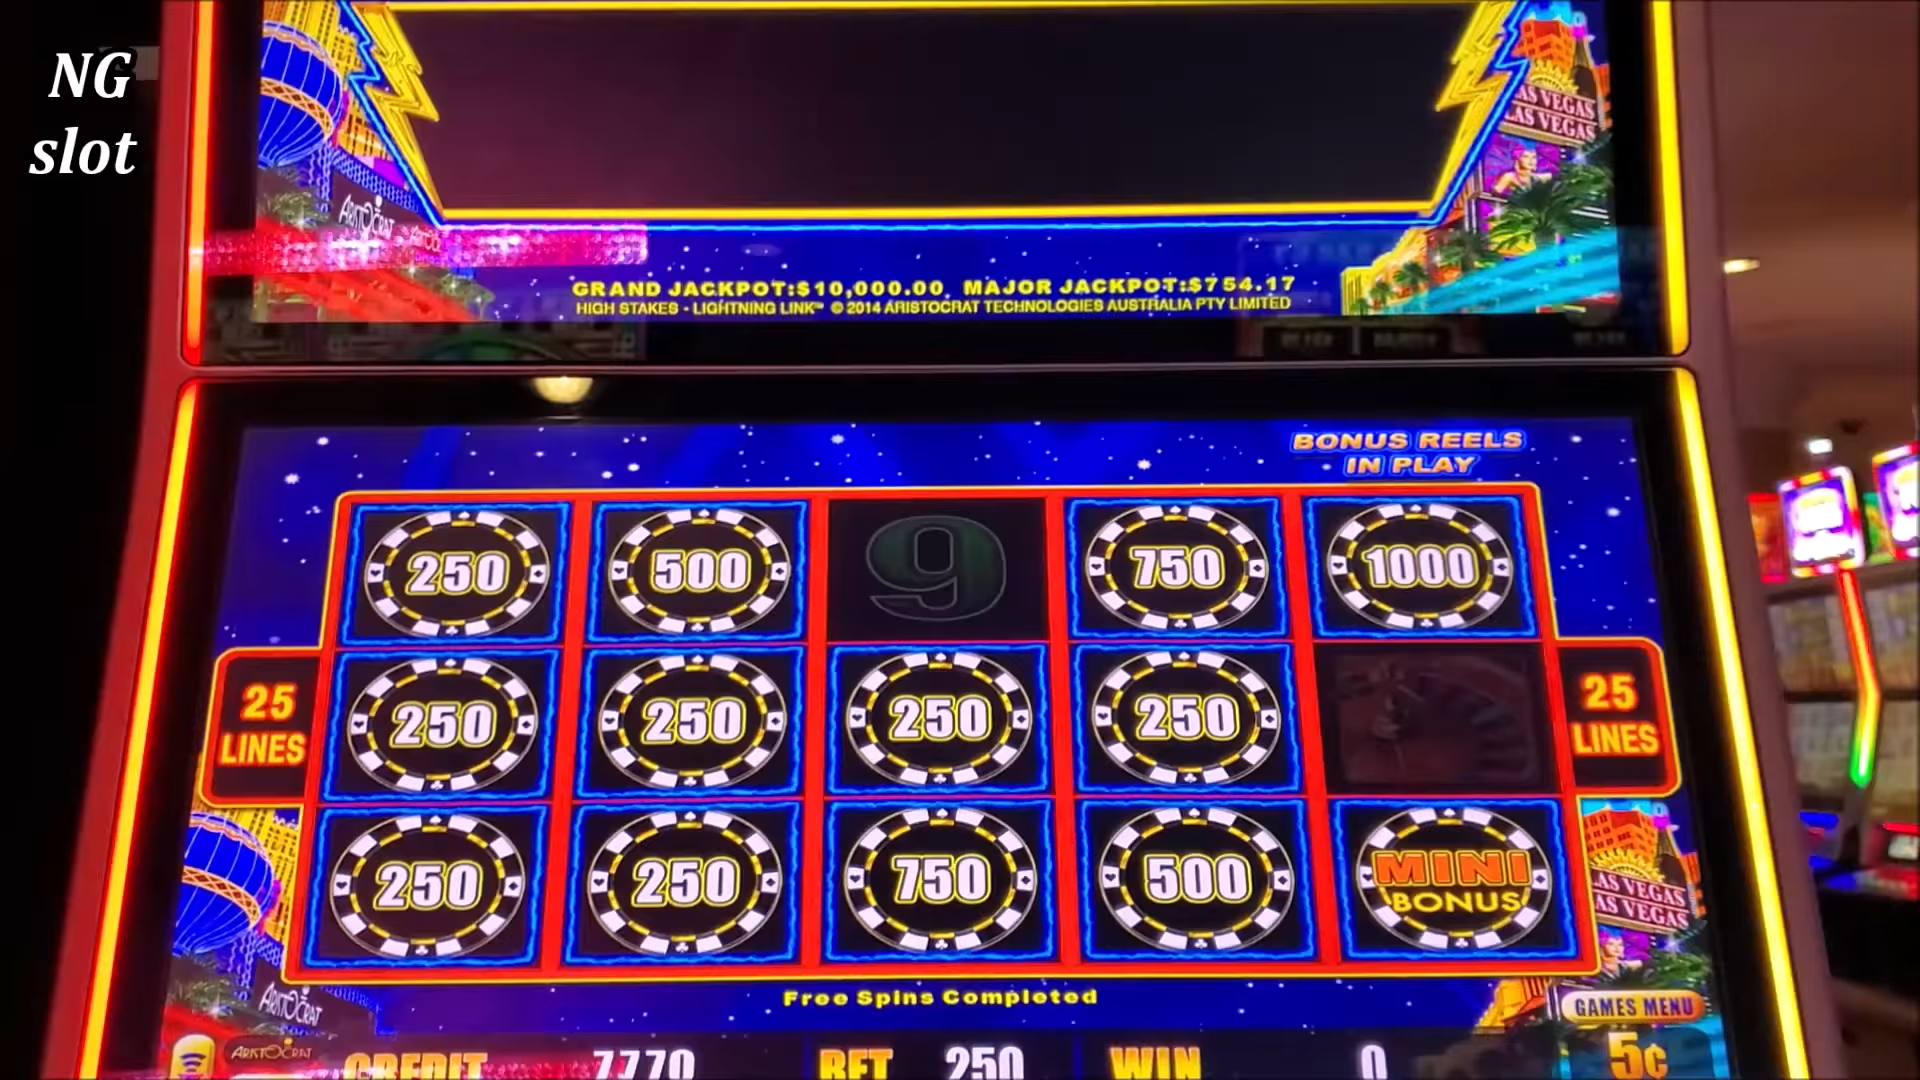 NG
slot
LAS VEGAS
LAS VEGAS
ARISTOCRAT
GRAND JACKPOT:$10,000.00 MAJOR JACKPOT:$754.17
HIGH STAKES - LIGHTNING LINK™ © 2014 ARISTOCRAT TECHNOLOGIES AUSTRALIA PTY LIMITED
BONUS REELS
IN PLAY
250 500 9 750 1000
25
LINES
250 250 250 250
25
LINES
250 250 750 500 MINI
BONUS
LAS VEGAS
LAS VEGAS
Free Spins Completed
ARISTOCRAT
GAMES MENU
ARISTOCRAT
CREDIT 7770 BET 250 WIN 0 5¢